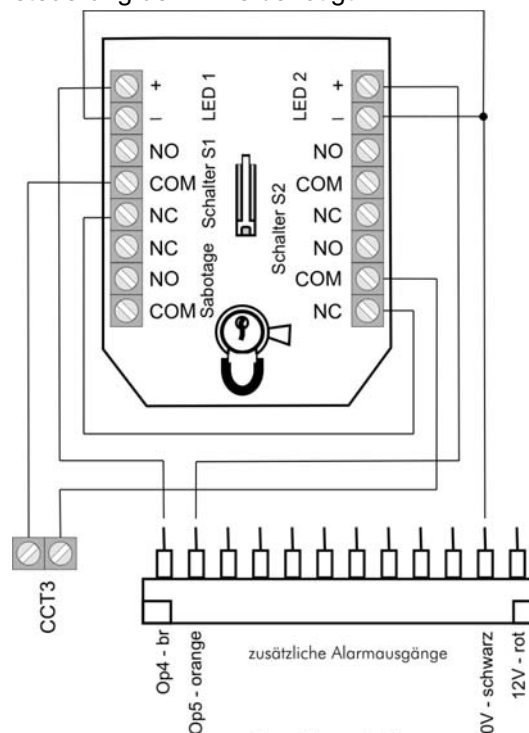 +
–
NO
COM
NC
NC
NO
COM
LED 1
Schalter S1
Sabotage
LED 2
Schalter S2
+
–
NO
COM
NC
NO
COM
NC
CCT3
Op4 - br
Op5 - orange
zusätzliche Alarmausgänge
0V - schwarz
12V - rot